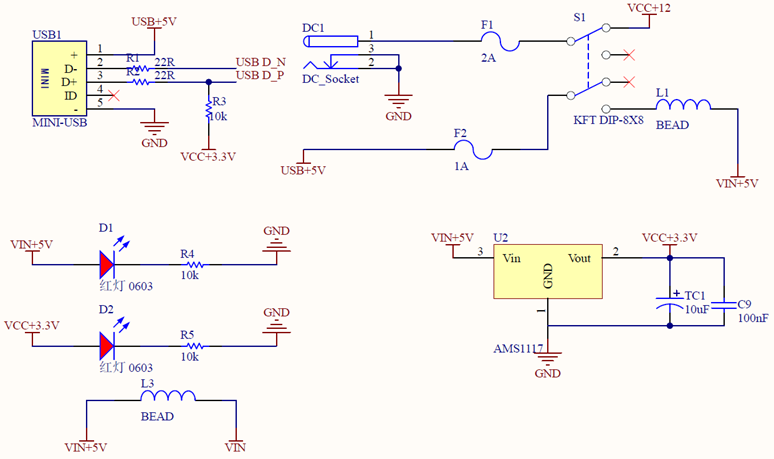 USB1
USB+5V
MINI
+
D-
D+
ID
-
1
2
3
4
5
R1
22R
R2
22R
USB D_N
USB D_P
R3
10k
MINI-USB
GND
VCC+3.3V
DC1
1
3
2
DC_Socket
GND
F1
2A
S1
VCC+12
KFT DIP-8X8
L1
BEAD
VIN+5V
F2
1A
USB+5V
D1
VIN+5V
红灯 0603
R4
10k
GND
D2
VCC+3.3V
红灯 0603
R5
10k
GND
L3
BEAD
VIN+5V
VIN
VIN+5V
3
U2
Vin
Vout
GND
2
1
VCC+3.3V
+
TC1
10uF
C9
100nF
AMS1117
GND